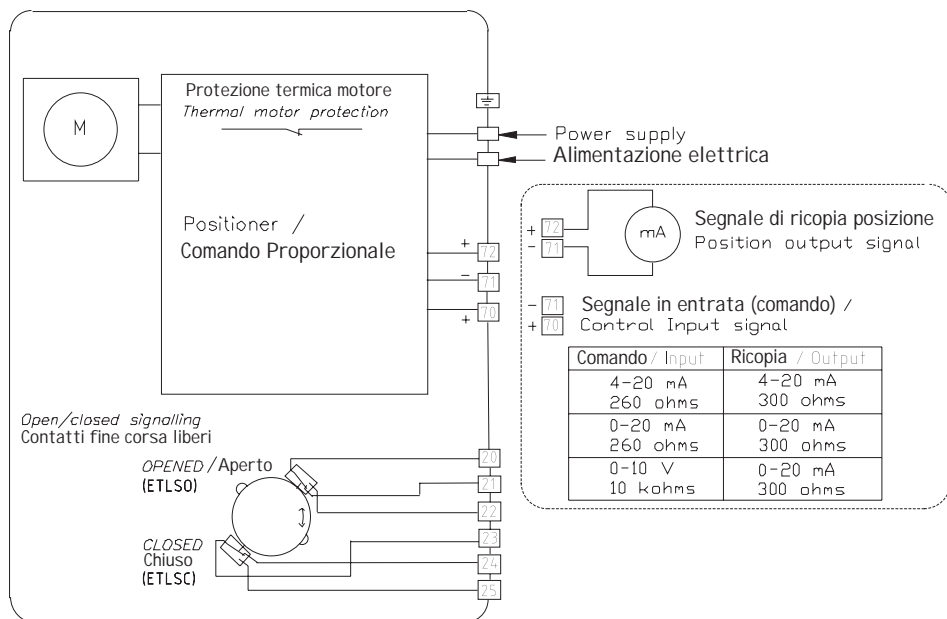 Protezione termica motore
Thermal motor protection
M
Power supply
Alimentazione elettrica
Positioner /
Comando Proporzionale
+ 72
- 71
+ 70
+ 72
- 71
mA
Segnale di ricopia posizione
Position output signal
- 71
+ 70
Segnale in entrata (comando) /
Control Input signal
Comando / Input Ricopia / Output
4-20 mA 4-20 mA
260 ohms 300 ohms
0-20 mA 0-20 mA
260 ohms 300 ohms
0-10 V 0-20 mA
10 kohms 300 ohms
Open/closed signalling
Contatti fine corsa liberi
OPENED / Aperto
(ETLSO)
CLOSED
Chiuso
(ETLSC)
20
21
22
23
24
25